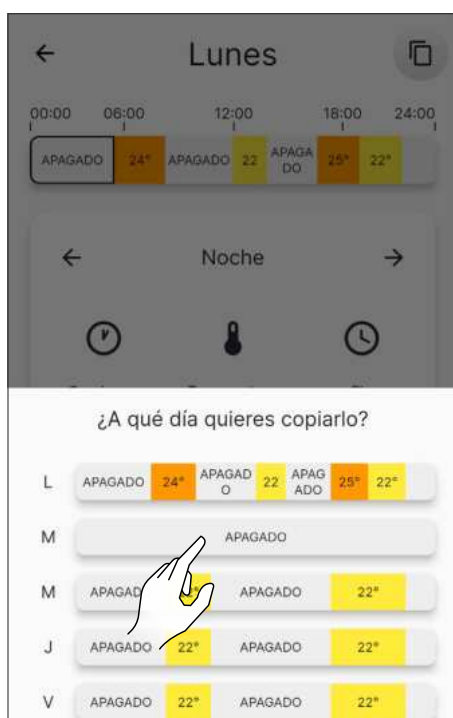 Lunes
00:00 06:00 12:00 18:00 24:00
APAGADO 24° APAGADO 22 APAGA
DO 25° 22°
Noche
¿A qué día quieres copiarlo?
L APAGADO 24° APAGAD
O 22 APAG
ADO 25° 22°
M APAGADO
M APAGAD 2° APAGADO 22°
J APAGADO 22° APAGADO 22°
V APAGADO 22° APAGADO 22°